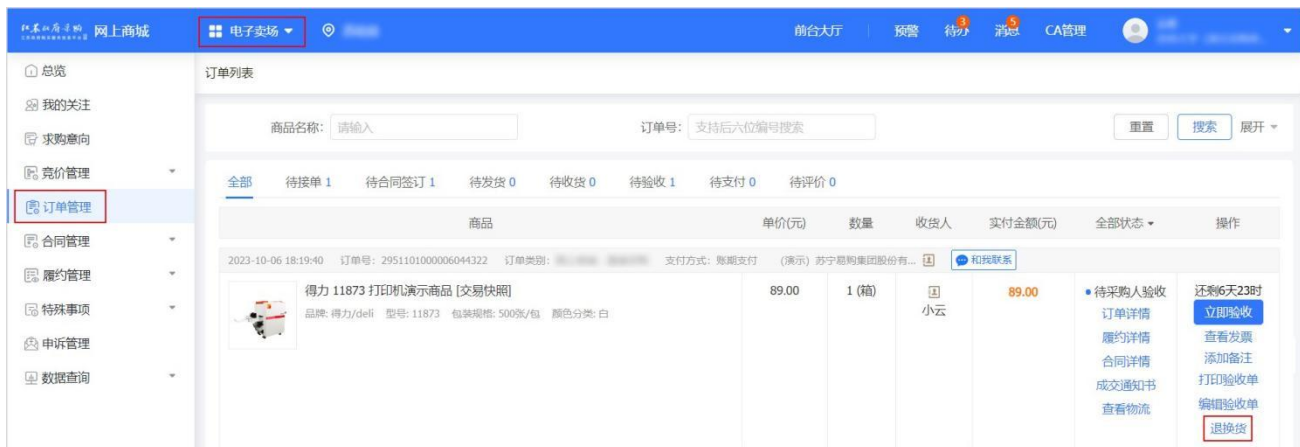 网上商城 电子卖场 前台大厅 预警 待办 3 消息 5 CA管理
总览
我的关注
求购意向
竞价管理
订单管理
合同管理
履约管理
特殊事项
申诉管理
数据查询
订单列表
商品名称: 请输入 订单号: 支持后六位编号搜索 重置 搜索 展开
全部 待接单 1 待合同签订 1 待发货 0 待收货 0 待验收 1 待支付 0 待评价 0
商品 单价(元) 数量 收货人 实付金额(元) 全部状态 操作
2023-10-06 18:19:40 订单号: 2951101000006044322 订单类别: 支付方式: 账期支付 (演示) 苏宁易购集团股份有... 和我联系
得力 11873 打印机演示商品 [交易快照] 89.00 1 (箱) 小云 89.00
品牌: 得力/deli 型号: 11873 包装规格: 500张/包 颜色分类: 白
待采购人验收
订单详情
履约详情
合同详情
成交通知书
查看物流
还剩6天23时
立即验收
查看发票
添加备注
打印验收单
编辑验收单
退换货